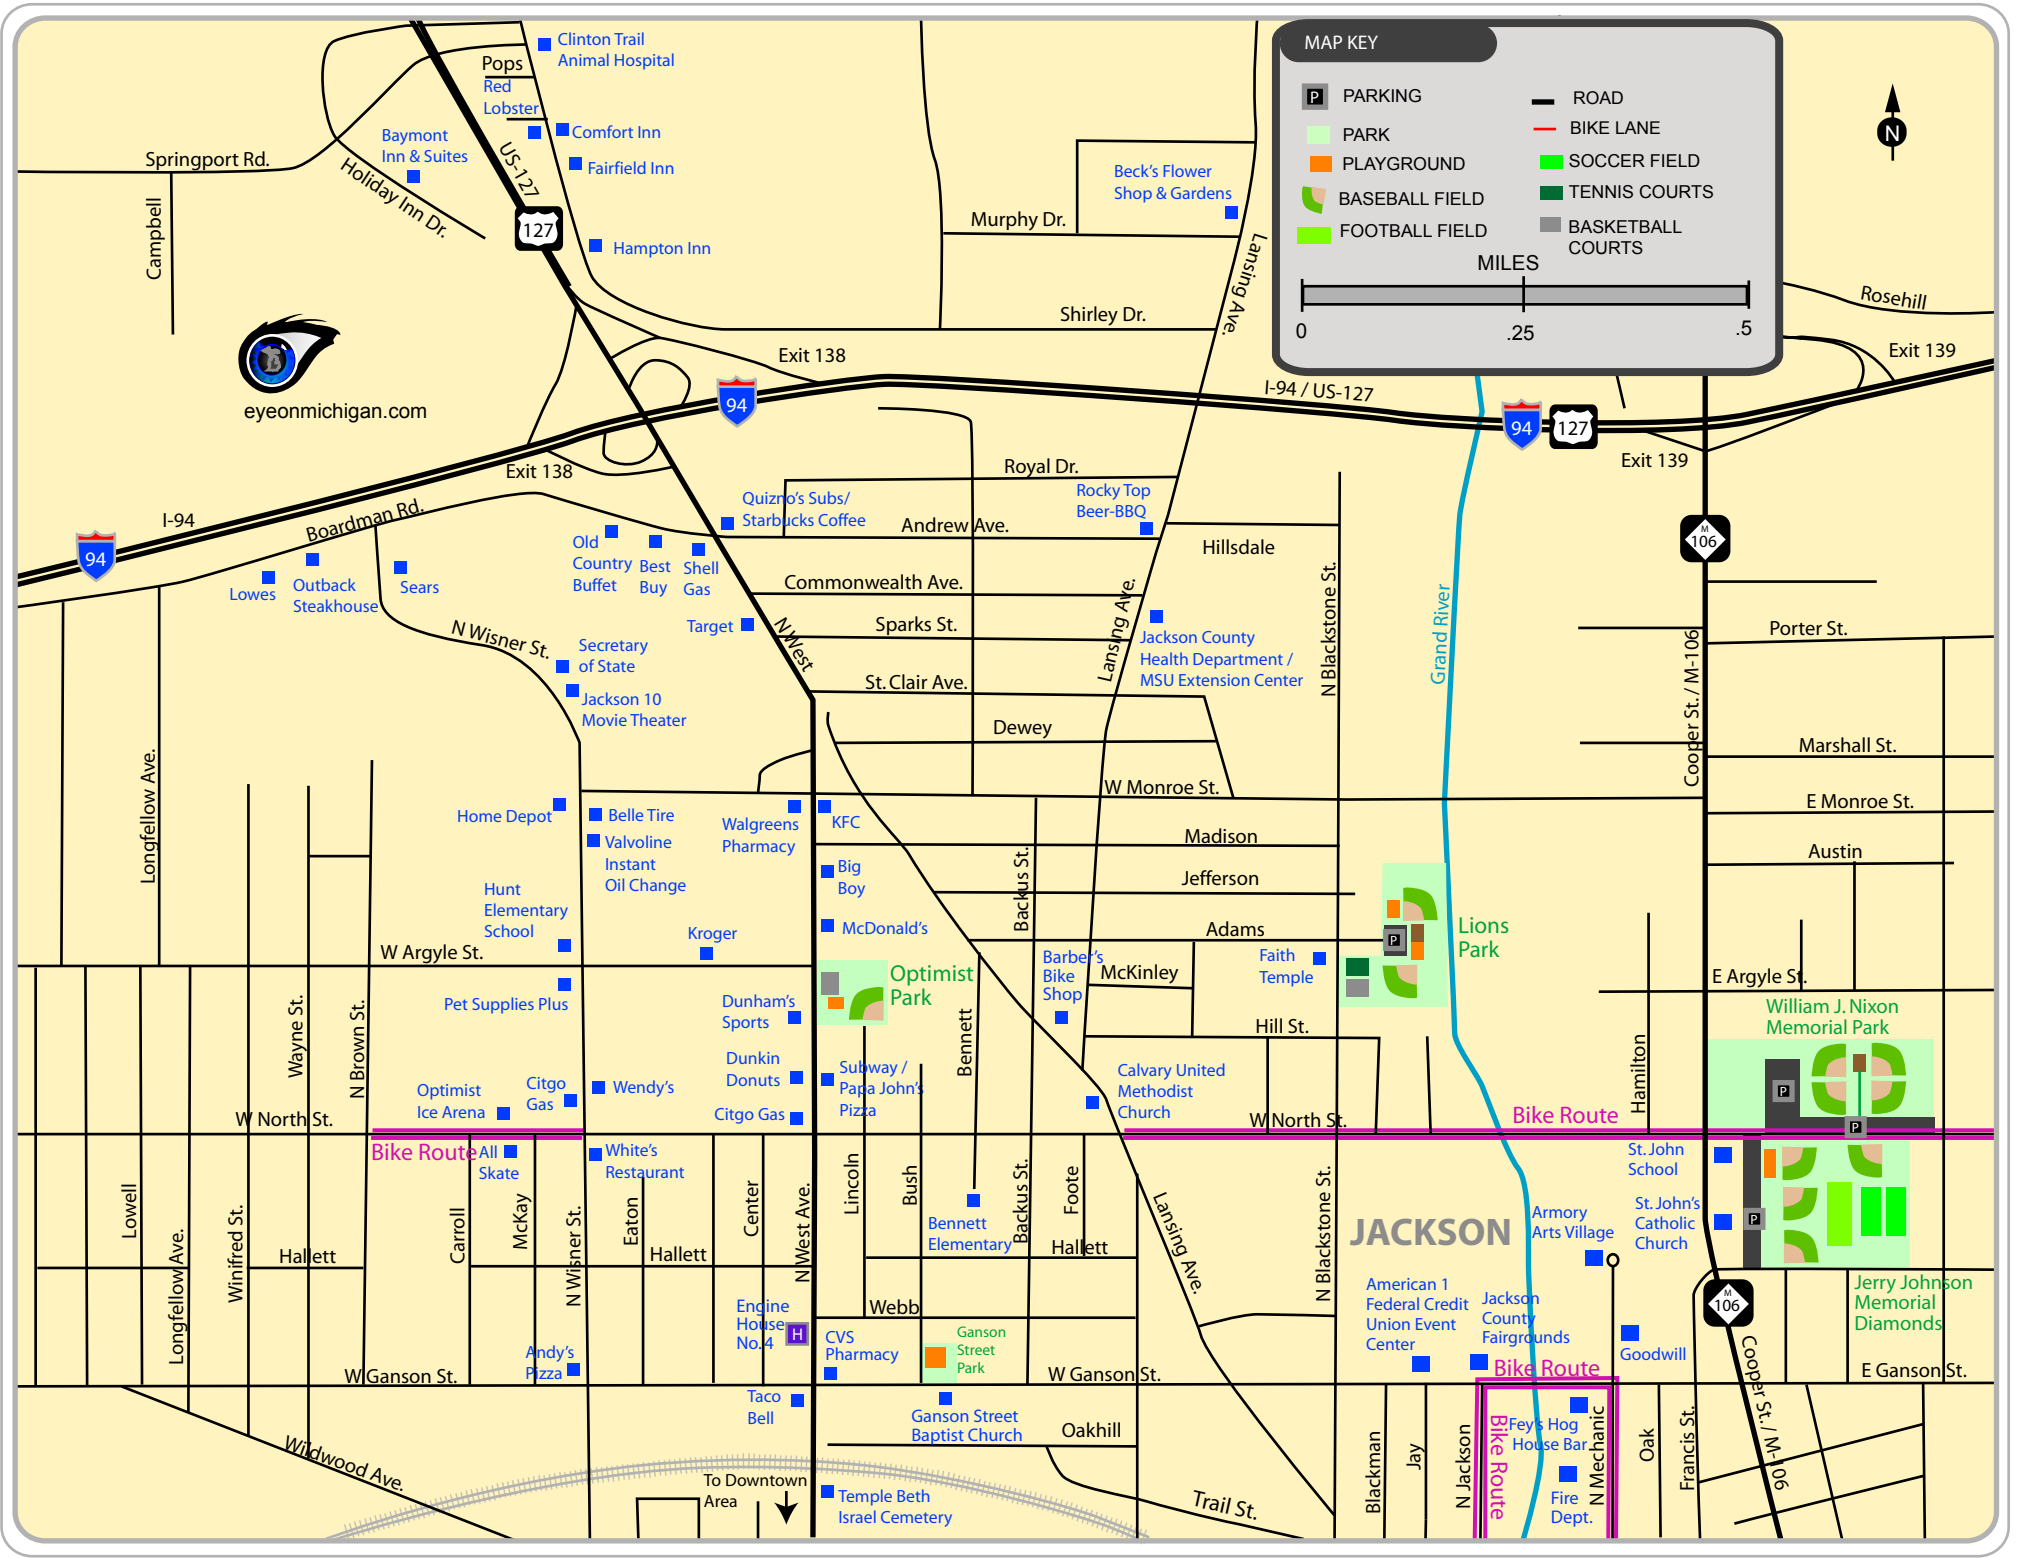 Clinton Trail
Animal Hospital
Pops
Red
Lobster
Comfort Inn
Fairfield Inn
Baymont
Inn & Suites
US-127
127
Hampton Inn
Springport Rd.
Holiday Inn Dr.
Campbell
eyeonmichigan.com
Beck's Flower
Shop & Gardens
Murphy Dr.
Lansing Ave.
Shirley Dr.
MAP KEY
P
PARKING
PARK
PLAYGROUND
BASEBALL FIELD
FOOTBALL FIELD
ROAD
BIKE LANE
SOCCER FIELD
TENNIS COURTS
BASKETBALL
COURTS
MILES
0
.25
.5
N
Rosehill
Exit 139
Exit 138
94
I-94 / US-127
94
127
Exit 139
Exit 138
I-94
94
Boardman Rd.
Royal Dr.
Quizno's Subs/
Starbucks Coffee
Rocky Top
Beer-BBQ
Andrew Ave.
Hillsdale
M
106
Old
Country
Buffet
Best
Buy
Shell
Gas
Lowes
Outback
Steakhouse
Sears
Commonwealth Ave.
Sparks St.
Target
N West
N Wisner St.
Secretary
of State
Jackson 10
Movie Theater
Lansing Ave.
Jackson County
Health Department /
MSU Extension Center
N Blackstone St.
Grand River
Porter St.
Cooper St. / M-106
St. Clair Ave.
Dewey
Marshall St.
W Monroe St.
E Monroe St.
Longfellow Ave.
Home Depot
Belle Tire
Valvoline
Instant
Oil Change
Walgreens
Pharmacy
KFC
Madison
Austin
Big
Boy
Jefferson
Backus St.
Hunt
Elementary
School
McDonald's
Kroger
Adams
P
Lions
Park
W Argyle St.
Barber's
Bike
Shop
McKinley
Faith
Temple
E Argyle St.
Optimist
Park
Pet Supplies Plus
Dunham's
Sports
Wayne St.
N Brown St.
Bennett
Hill St.
William J. Nixon
Memorial Park
Hamilton
P
Dunkin
Donuts
Subway /
Papa John's
Pizza
Calvary United
Methodist
Church
Optimist
Ice Arena
Citgo
Gas
Wendy's
Citgo Gas
W North St.
W North St.
Bike Route
P
Bike Route
All
Skate
White's
Restaurant
St. John
School
Lowell
Longfellow Ave.
Winifred St.
Hallett
Carroll
McKay
N Wisner St.
Eaton
Hallett
Center
N West Ave.
Lincoln
Bush
Bennett
Elementary
Backus St.
Foote
Hallett
Lansing Ave.
N Blackstone St.
JACKSON
Armory
Arts Village
St. John's
Catholic
Church
P
American 1
Federal Credit
Union Event
Center
Jackson
County
Fairgrounds
Goodwill
M
106
Jerry Johnson
Memorial
Diamonds
Engine
House
No. 4
H
Webb
CVS
Pharmacy
Ganson
Street
Park
Andy's
Pizza
W Ganson St.
W Ganson St.
Bike Route
E Ganson St.
Taco
Bell
Ganson Street
Baptist Church
Oakhill
Wildwood Ave.
To Downtown
Area
Temple Beth
Israel Cemetery
Trail St.
Blackman
Jay
N Jackson
Bike Route
Fey's Hog
House Bar
Fire
Dept.
N Mechanic
Oak
Francis St.
Cooper St. / M-106